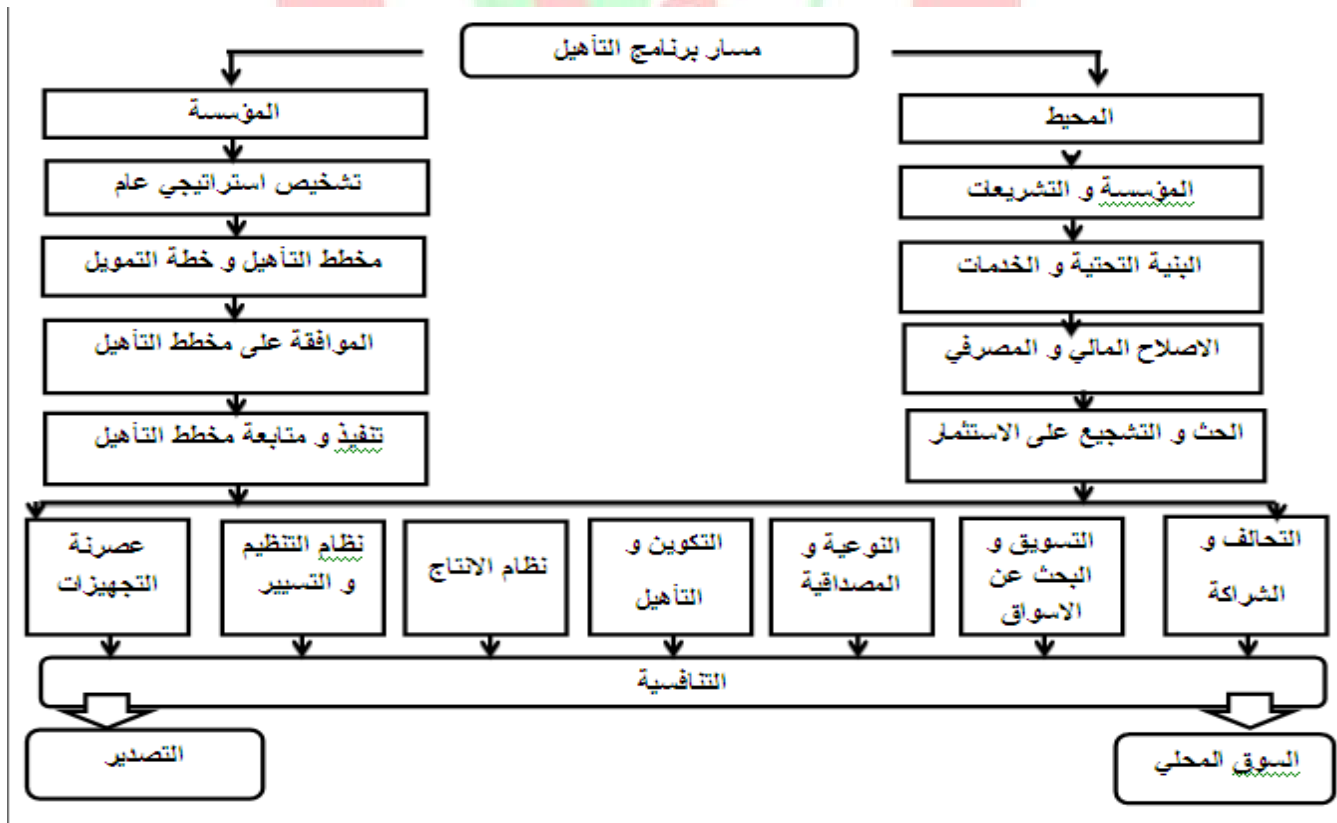 مسار برنامج التأهيل
المحيط
المؤسسة
المؤسسة و التشريعات
تشخيص استراتيجي عام
البنية التحتية و الخدمات
مخطط التأهيل و خطة التمويل
الاصلاح المالي و المصرفي
الموافقة على مخطط التأهيل
الحث و التشجيع على الاستثمار
تنفيذ و متابعة مخطط التأهيل
التحالف و
الشراكة
التسويق و
البحث عن
الاسواق
النوعية و
المصداقية
التكوين و
التأهيل
نظام الانتاج
نظام التنظيم
و التسيير
عصرنة
التجهيزات
التنافسية
السوق المحلي
التصدير